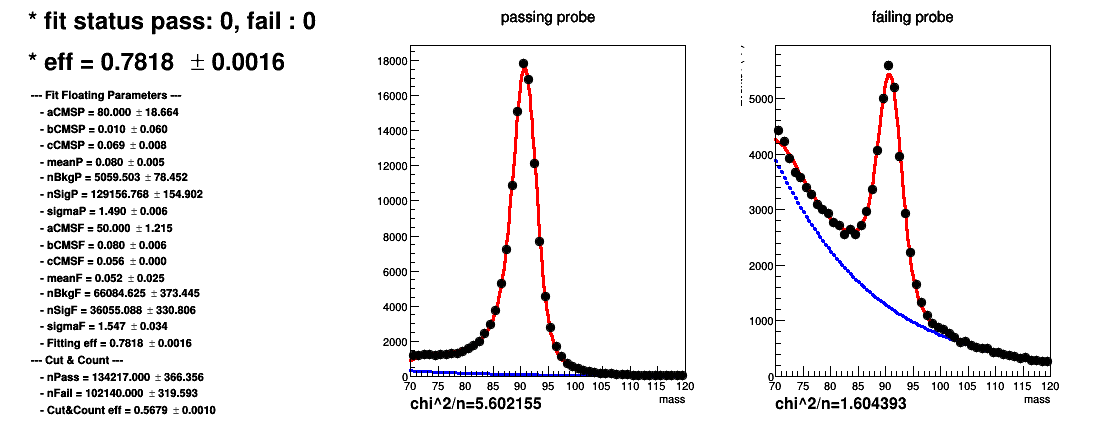 * fit status pass: 0, fail : 0
* eff = 0.7818 ± 0.0016
--- Fit Floating Parameters ---
- aCMSP = 80.000 ± 18.664
- bCMSP = 0.010 ± 0.060
- cCMSP = 0.069 ± 0.008
- meanP = 0.080 ± 0.005
- nBkgP = 5059.503 ± 78.452
- nSigP = 129156.768 ± 154.902
- sigmaP = 1.490 ± 0.006
- aCMSF = 50.000 ± 1.215
- bCMSF = 0.080 ± 0.006
- cCMSF = 0.056 ± 0.000
- meanF = 0.052 ± 0.025
- nBkgF = 66084.625 ± 373.445
- nSigF = 36055.088 ± 330.806
- sigmaF = 1.547 ± 0.034
- Fitting eff = 0.7818 ± 0.0016
--- Cut & Count ---
- nPass = 134217.000 ± 366.356
- nFail = 102140.000 ± 319.593
- Cut&Count eff = 0.5679 ± 0.0010
passing probe
18000
16000
14000
12000
10000
8000
6000
4000
2000
0
70 75 80 85 90 95 100 105 110 115 120
mass
chi^2/n=5.602155
failing probe
5000
4000
3000
2000
1000
0
70 75 80 85 90 95 100 105 110 115 120
mass
chi^2/n=1.604393